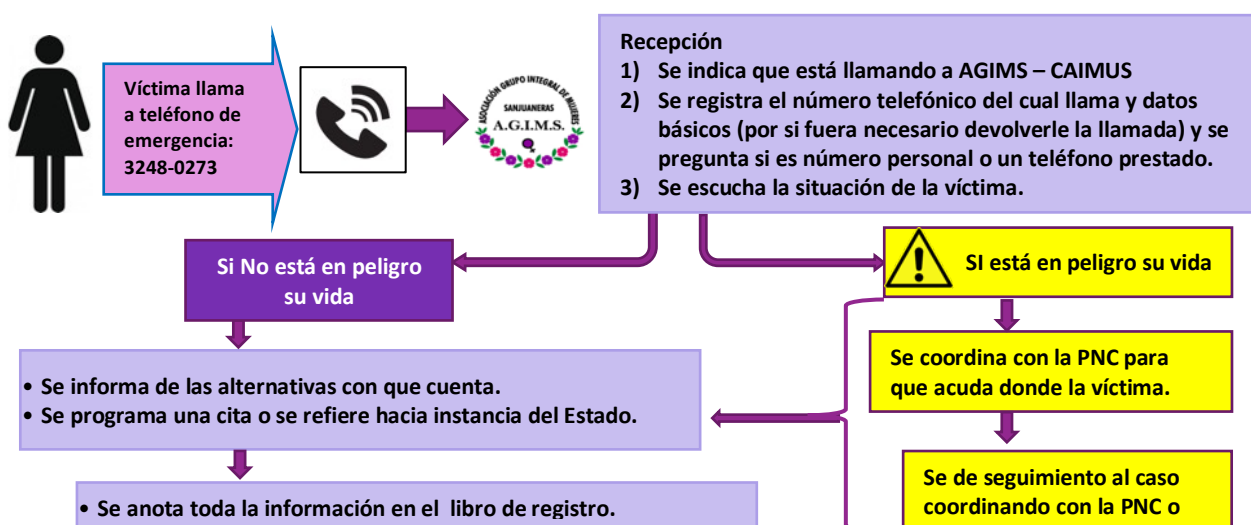 Víctima llama
a teléfono de
emergencia:
3248-0273
ASOCIACIÓN GRUPO INTEGRAL DE MUJERES
SANJUANERAS
A.G.I.M.S.
Recepción
1) Se indica que está llamando a AGIMS – CAIMUS
2) Se registra el número telefónico del cual llama y datos
básicos (por si fuera necesario devolverle la llamada) y se
pregunta si es número personal o un teléfono prestado.
3) Se escucha la situación de la víctima.
Si No está en peligro
su vida
SI está en peligro su vida
• Se informa de las alternativas con que cuenta.
• Se programa una cita o se refiere hacia instancia del Estado.
Se coordina con la PNC para
que acuda donde la víctima.
• Se anota toda la información en el libro de registro.
Se de seguimiento al caso
coordinando con la PNC o